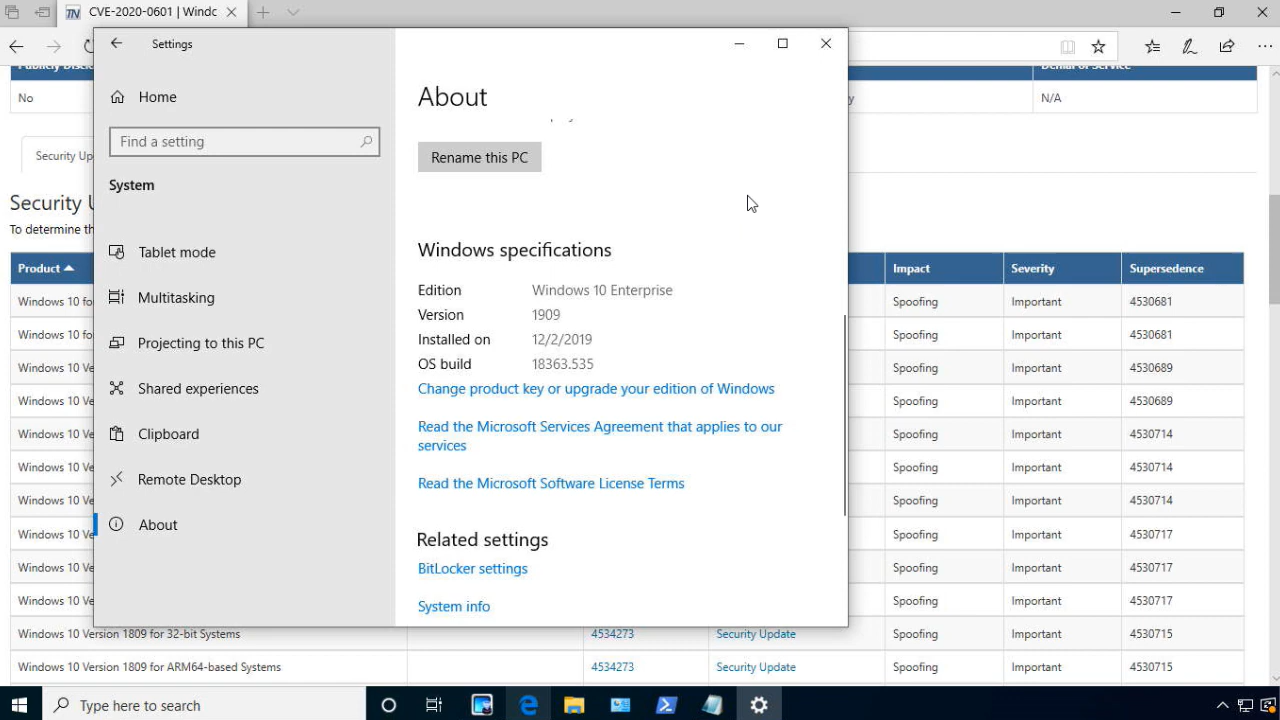 CVE-2020-0601 | Windc
Settings
Home
Find a setting
System
Tablet mode
Multitasking
Projecting to this PC
Shared experiences
Clipboard
Remote Desktop
About
About
Rename this PC
Windows specifications
Edition Windows 10 Enterprise
Version 1909
Installed on 12/2/2019
OS build 18363.535
Change product key or upgrade your edition of Windows
Read the Microsoft Services Agreement that applies to our
services
Read the Microsoft Software License Terms
Related settings
BitLocker settings
System info
No N/A
Security Up
Security U
To determine th
Product Impact Severity Supersedence
Windows 10 fo Spoofing Important 4530681
Windows 10 fo Spoofing Important 4530681
Windows 10 Ve Spoofing Important 4530689
Windows 10 Ve Spoofing Important 4530689
Windows 10 Ve Spoofing Important 4530714
Windows 10 Ve Spoofing Important 4530714
Windows 10 Ve Spoofing Important 4530714
Windows 10 Ve Spoofing Important 4530717
Windows 10 Ve Spoofing Important 4530717
Windows 10 Ve Spoofing Important 4530717
Windows 10 Version 1809 for 32-bit Systems 4534273 Security Update Spoofing Important 4530715
Windows 10 Version 1809 for ARM64-based Systems 4534273 Security Update Spoofing Important 4530715
Type here to search